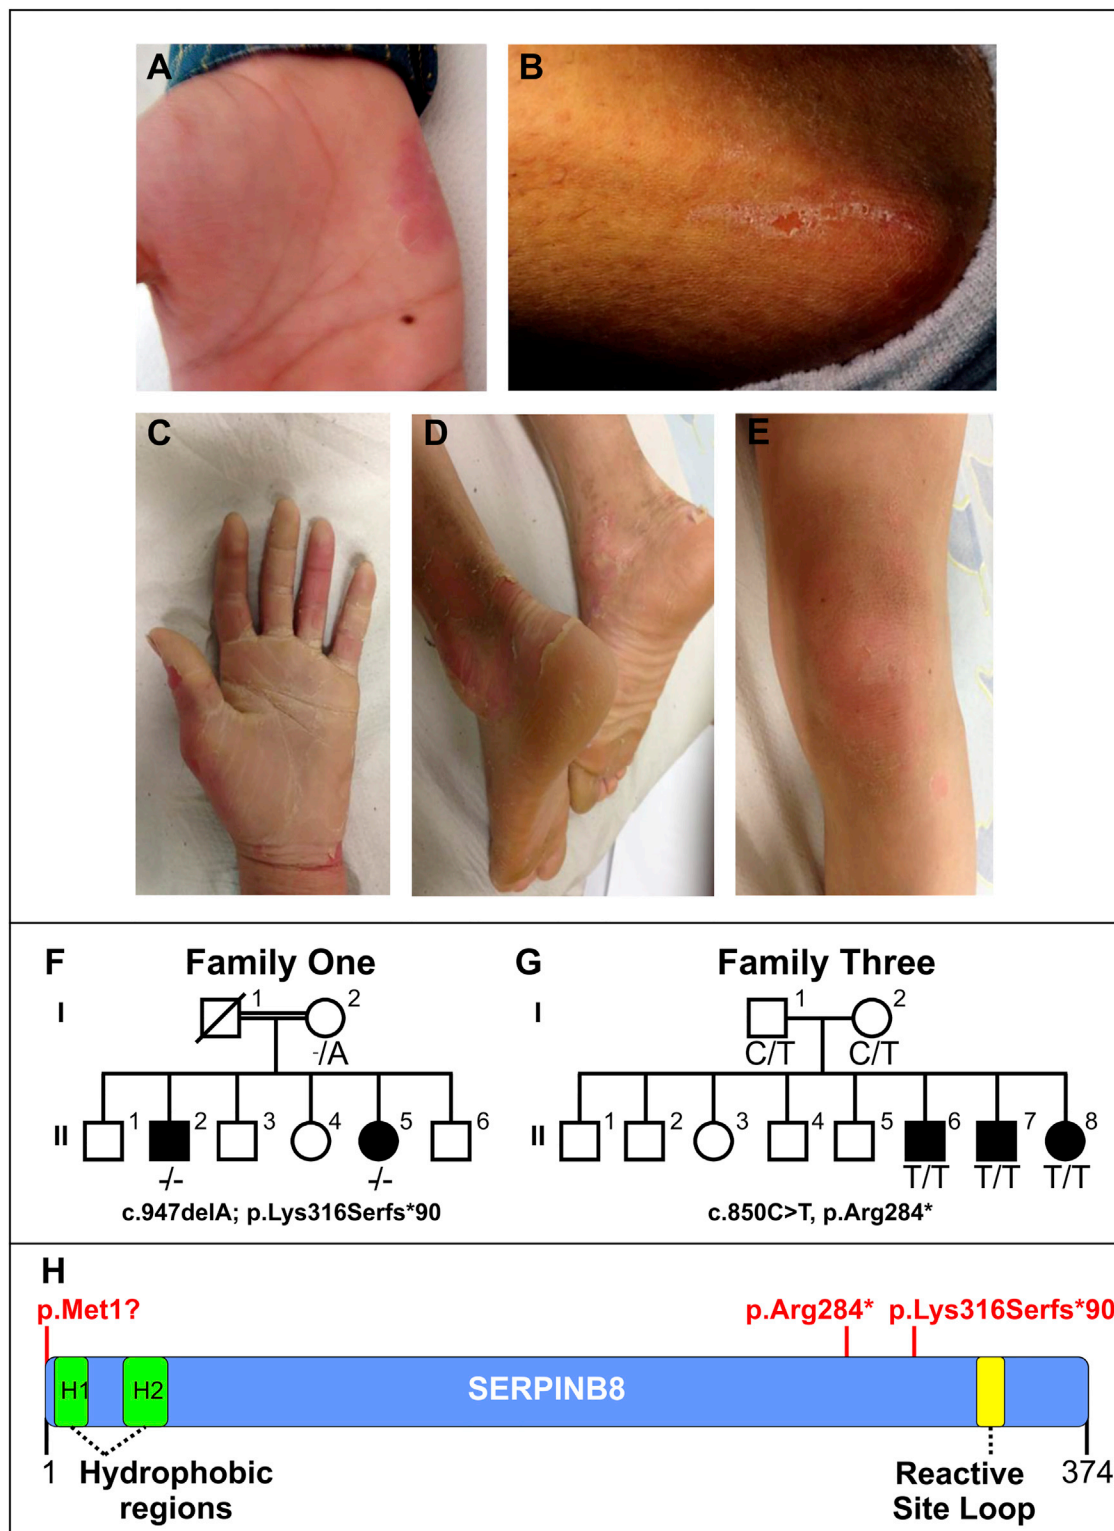 A
B
C
D
E
F
Family One
G
Family Three
I
1
2
-/A
I
1
2
C/T
C/T
II
1
2
3
4
5
6
-/-
-/-
II
1
2
3
4
5
6
7
8
T/T
T/T
T/T
c.947delA; p.Lys316Serfs*90
c.850C>T, p.Arg284*
H
p.Met1?
p.Arg284*
p.Lys316Serfs*90
H1
H2
SERPINB8
1
Hydrophobic
regions
Reactive
Site Loop
374